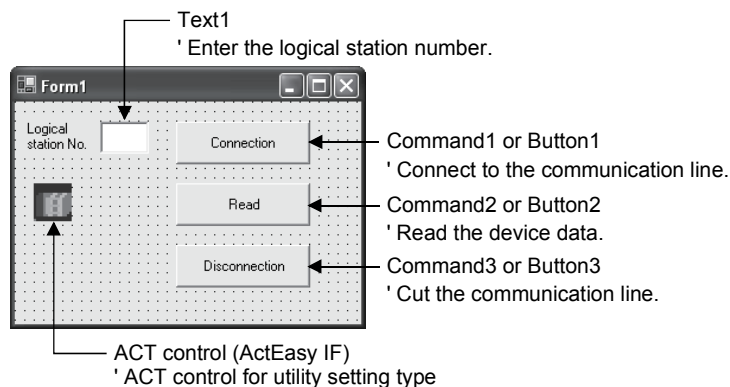 Text1
' Enter the logical station number.
Form1
Logical
station No.
Connection
Command1 or Button1
' Connect to the communication line.
Read
Command2 or Button2
' Read the device data.
Disconnection
Command3 or Button3
' Cut the communication line.
ACT control (ActEasy IF)
' ACT control for utility setting type